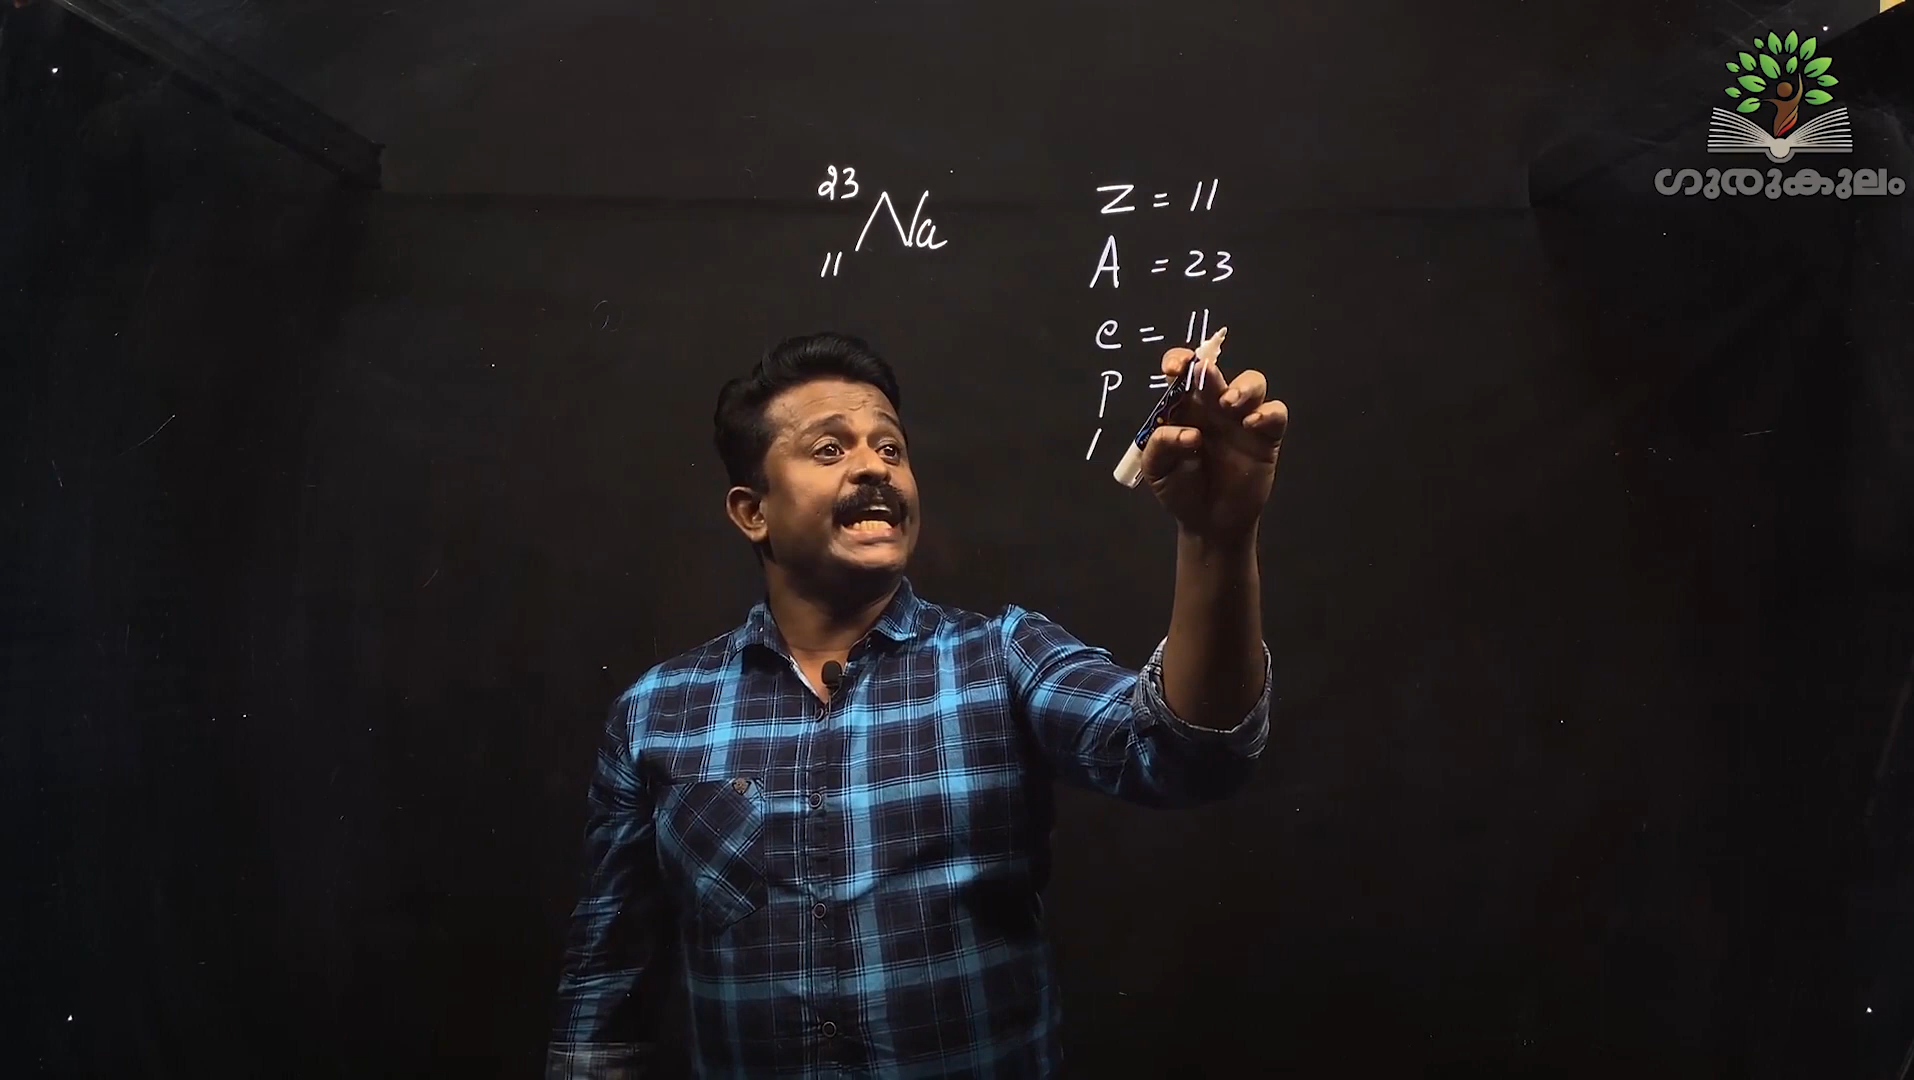 23
11 Na
Z = 11
A = 23
e = 11
p = 11
ഗുരുകുലം